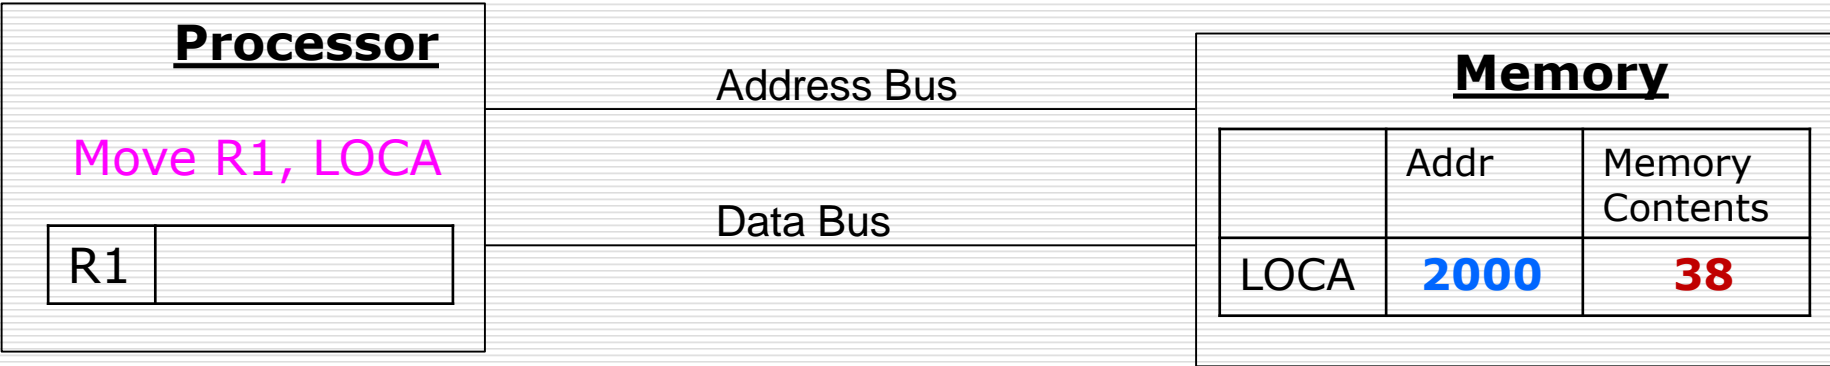 Processor
Move R1, LOCA
R1
Address Bus
Data Bus
Memory
Addr
Memory
Contents
LOCA 2000 38